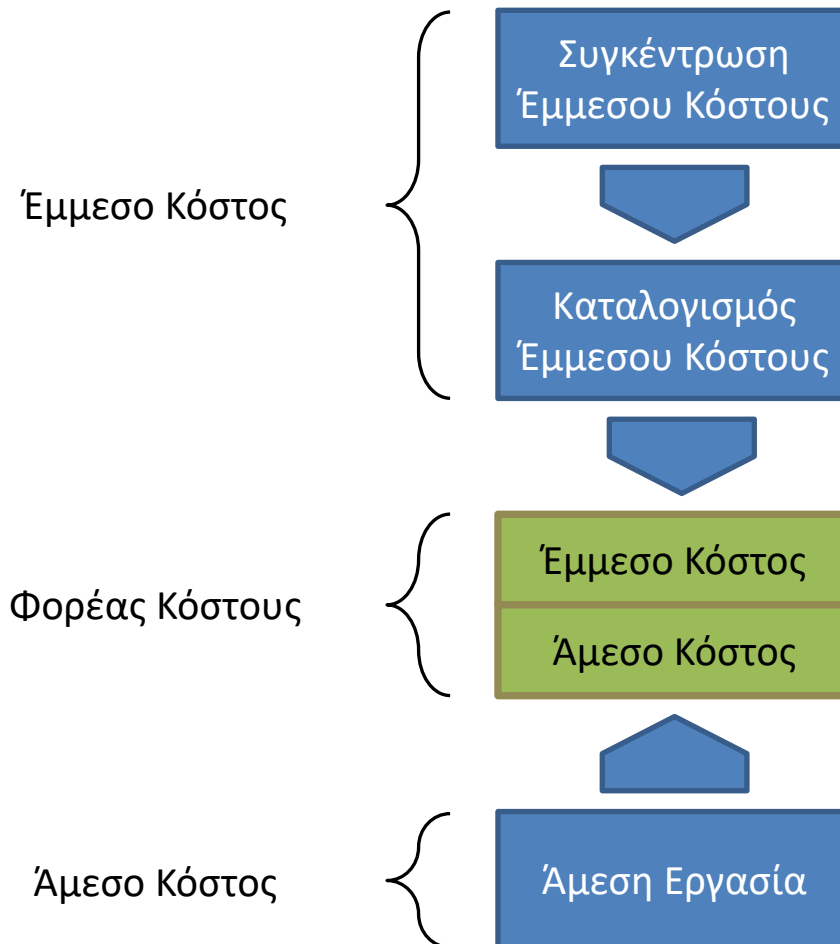 Συγκέντρωση
Έμμεσου Κόστους
Έμμεσο Κόστος
Καταλογισμός
Έμμεσου Κόστους
Έμμεσο Κόστος
Φορέας Κόστους
Άμεσο Κόστος
Άμεσο Κόστος
Άμεση Εργασία